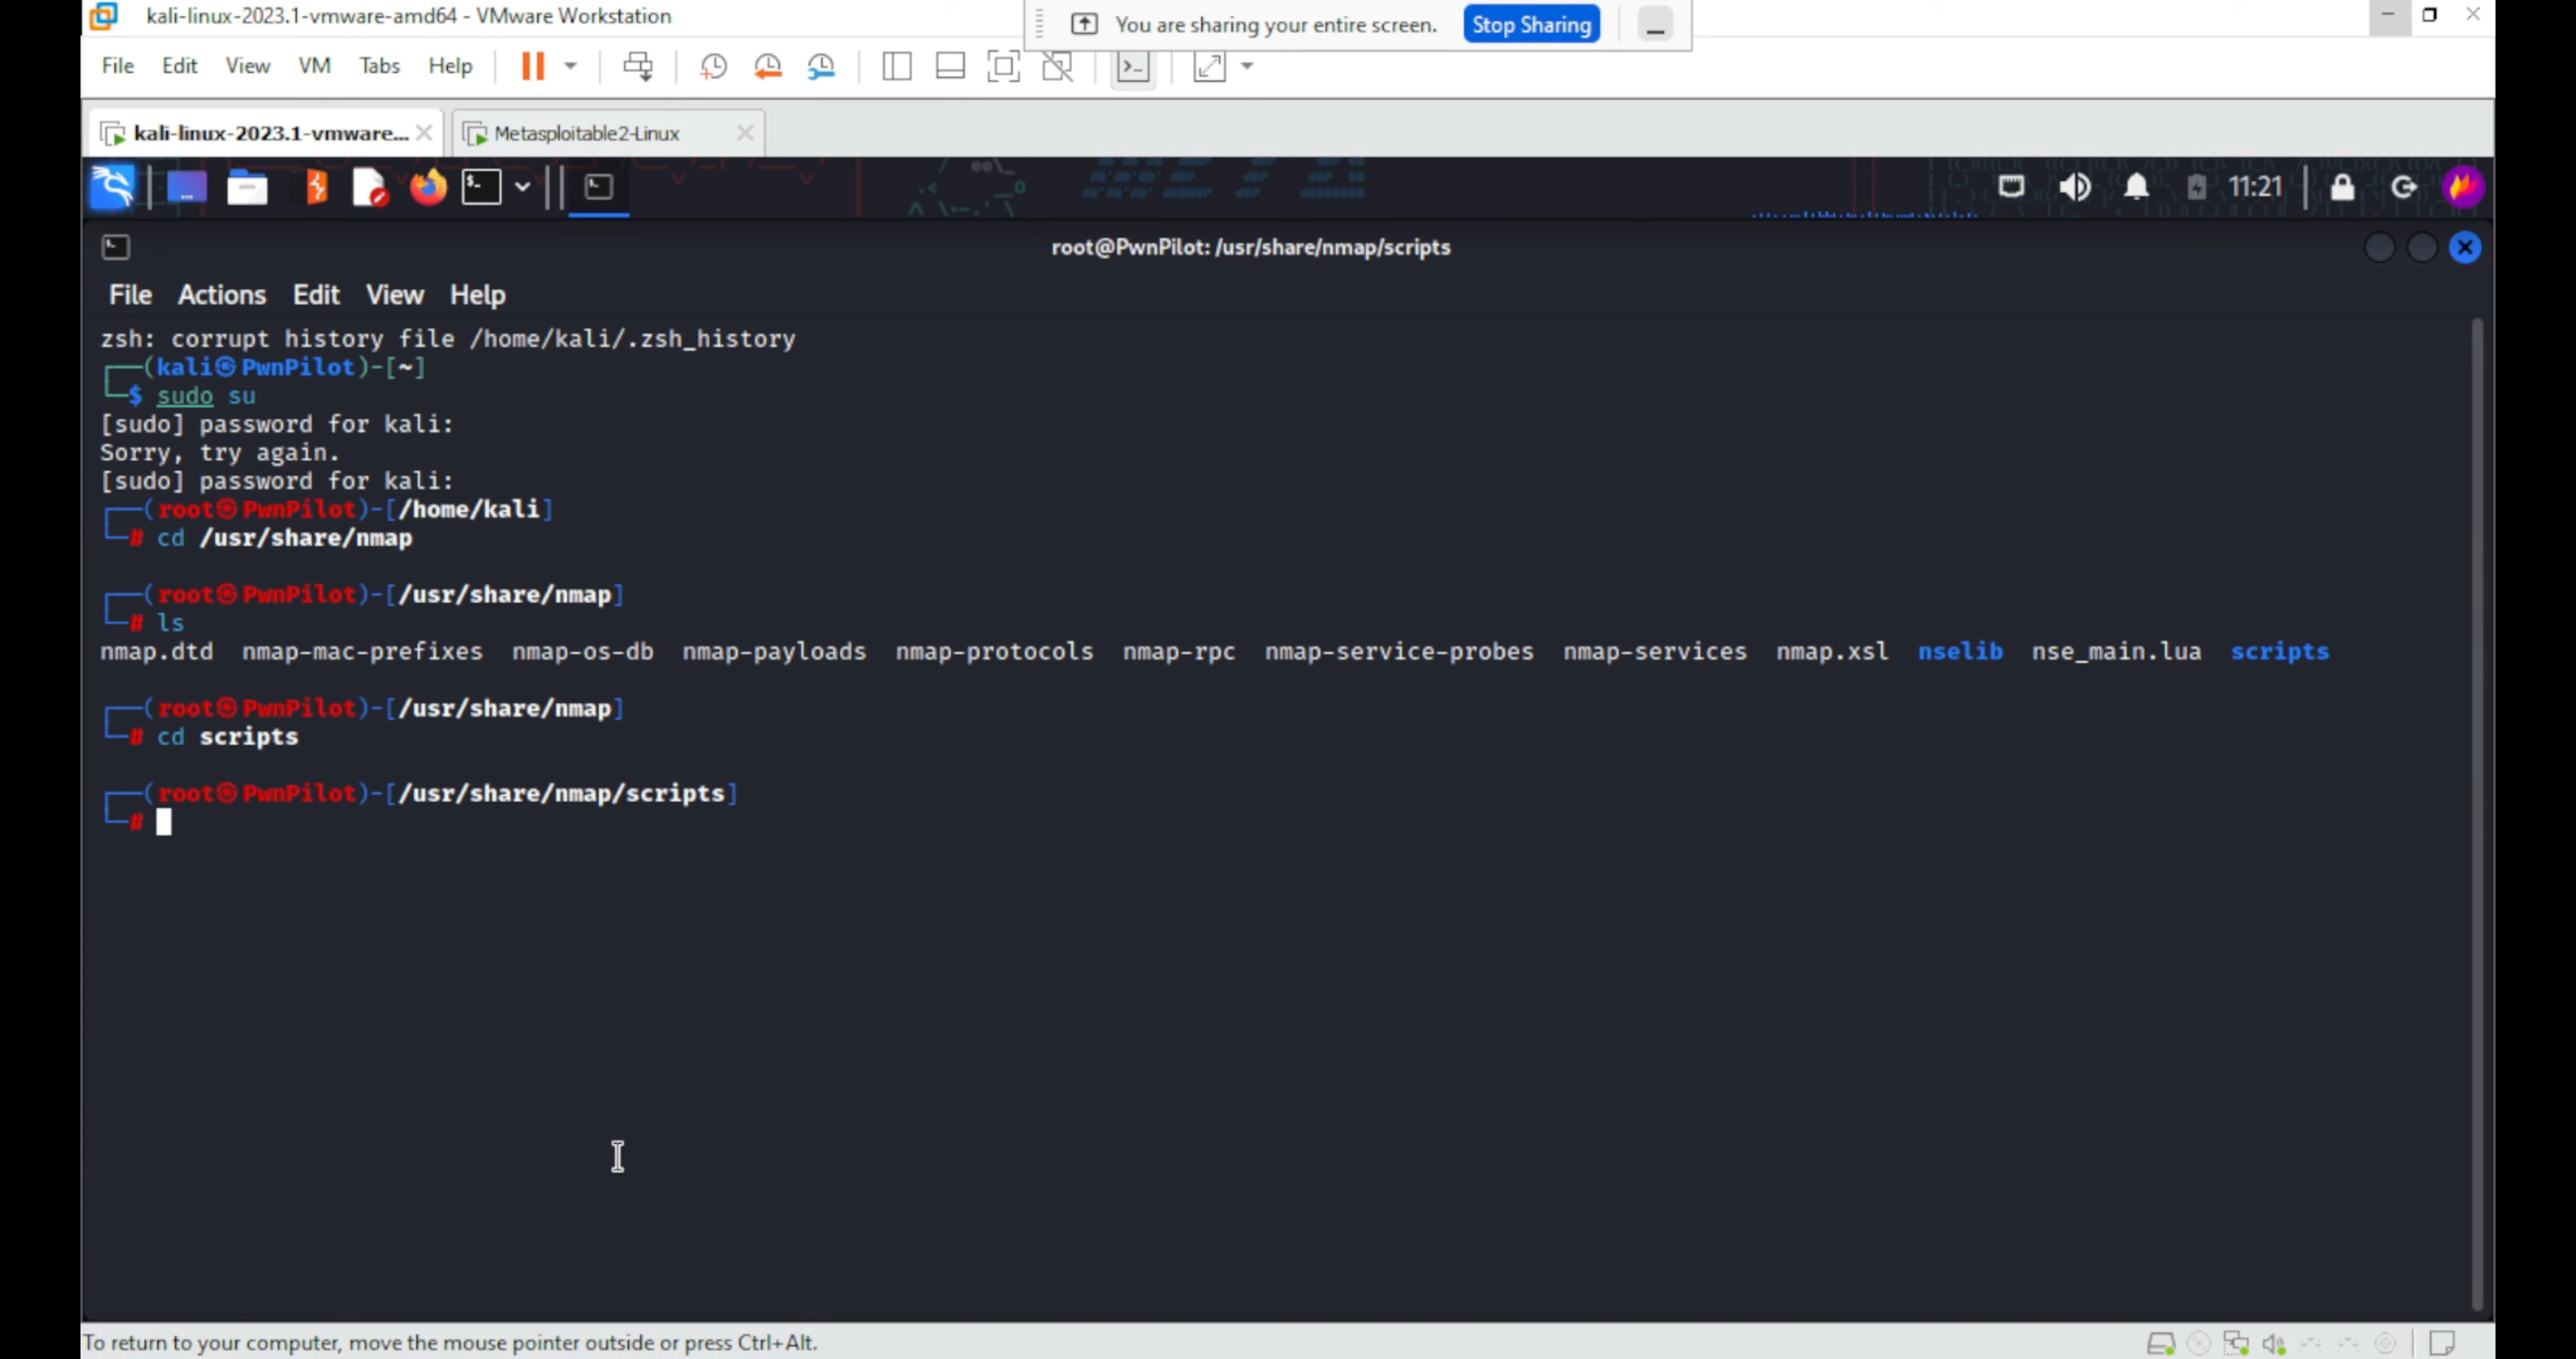 kali-linux-2023.1-vmware-amd64 - VMware Workstation
You are sharing your entire screen. Stop Sharing
File Edit View VM Tabs Help
kali-linux-2023.1-vmware... Metasploitable2-Linux
11:21
root@PwnPilot: /usr/share/nmap/scripts
File Actions Edit View Help
zsh: corrupt history file /home/kali/.zsh_history
┌──(kali㉿PwnPilot)-[~]
└─$ sudo su
[sudo] password for kali:
Sorry, try again.
[sudo] password for kali:
┌──(root㉿PwnPilot)-[/home/kali]
└─# cd /usr/share/nmap
┌──(root㉿PwnPilot)-[/usr/share/nmap]
└─# ls
nmap.dtd nmap-mac-prefixes nmap-os-db nmap-payloads nmap-protocols nmap-rpc nmap-service-probes nmap-services nmap.xsl nselib nse_main.lua scripts
┌──(root㉿PwnPilot)-[/usr/share/nmap]
└─# cd scripts
┌──(root㉿PwnPilot)-[/usr/share/nmap/scripts]
└─#
To return to your computer, move the mouse pointer outside or press Ctrl+Alt.